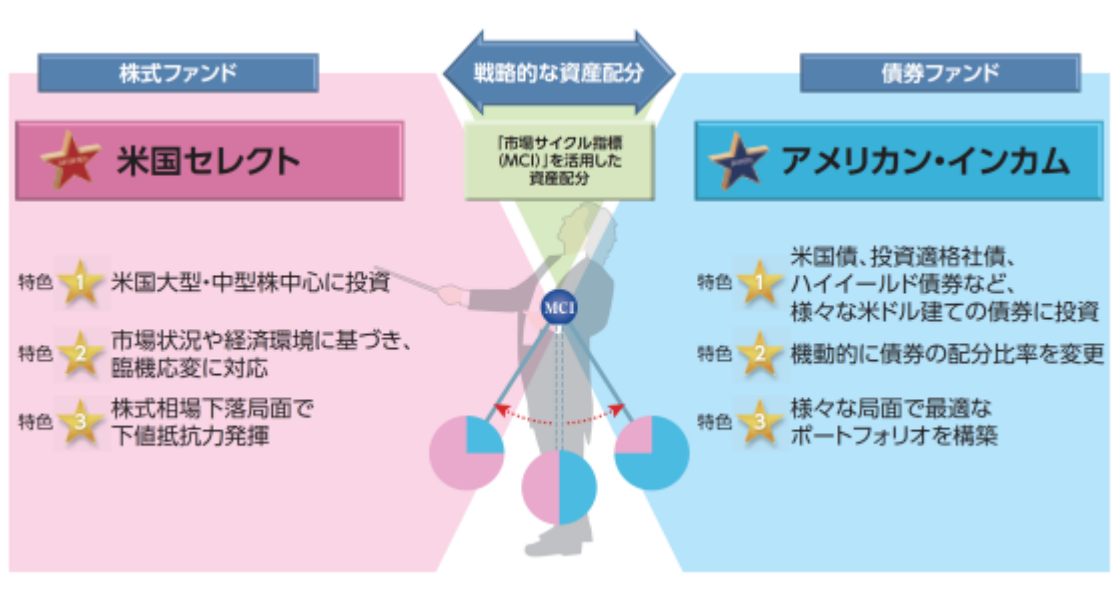 株式ファンド
戦略的な資産配分
債券ファンド
米国セレクト
「市場サイクル指標
(MCI)」を活用した
資産配分
アメリカン・インカム
特色 1 米国大型・中型株中心に投資
特色 2 市場状況や経済環境に基づき、
臨機応変に対応
特色 3 株式相場下落局面で
下値抵抗力発揮
MCI
特色 1 米国債、投資適格社債、
ハイイールド債券など、
様々な米ドル建ての債券に投資
特色 2 機動的に債券の配分比率を変更
特色 3 様々な局面で最適な
ポートフォリオを構築